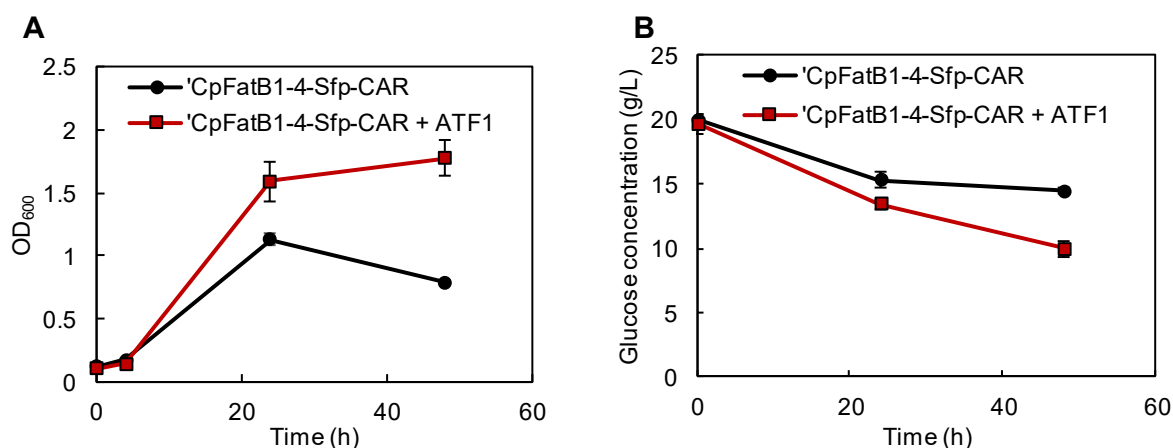 A
2.5
2
1.5
1
0.5
0
OD600
'CpFatB1-4-Sfp-CAR
'CpFatB1-4-Sfp-CAR + ATF1
0 20 40 60
Time (h)
B
25
20
15
10
5
0
Glucose concentration (g/L)
'CpFatB1-4-Sfp-CAR
'CpFatB1-4-Sfp-CAR + ATF1
0 20 40 60
Time (h)